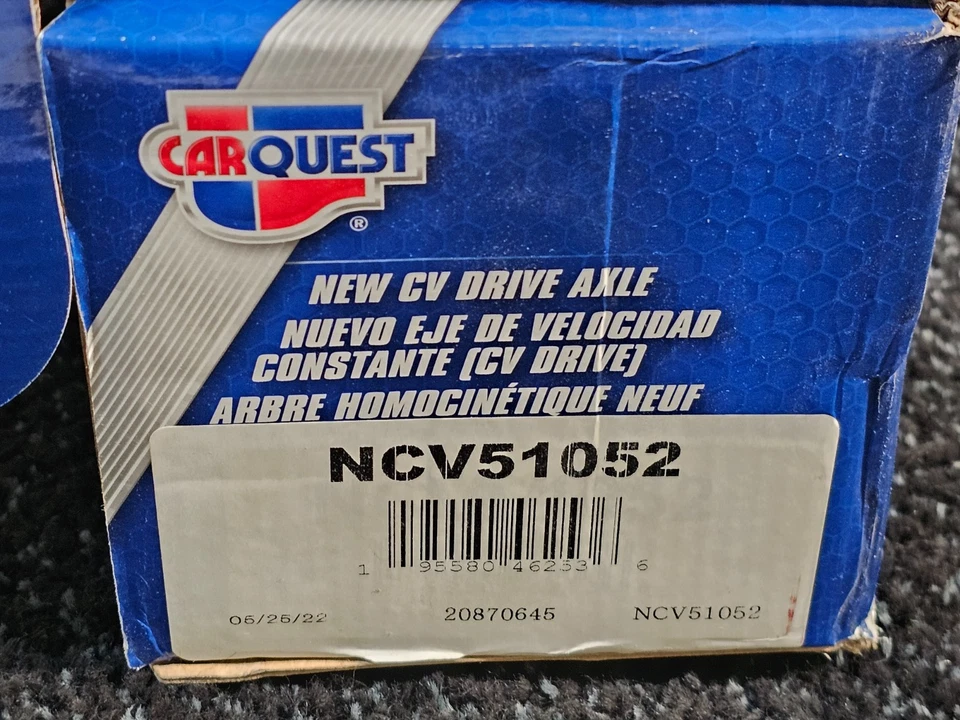 CARQUEST
®
NEW CV DRIVE AXLE
NUEVO EJE DE VELOCIDAD
CONSTANTE (CV DRIVE)
ARBRE HOMOCINÉTIQUE NEUF
NCV51052
1 95580 46253 6
05/25/22 20870645 NCV51052